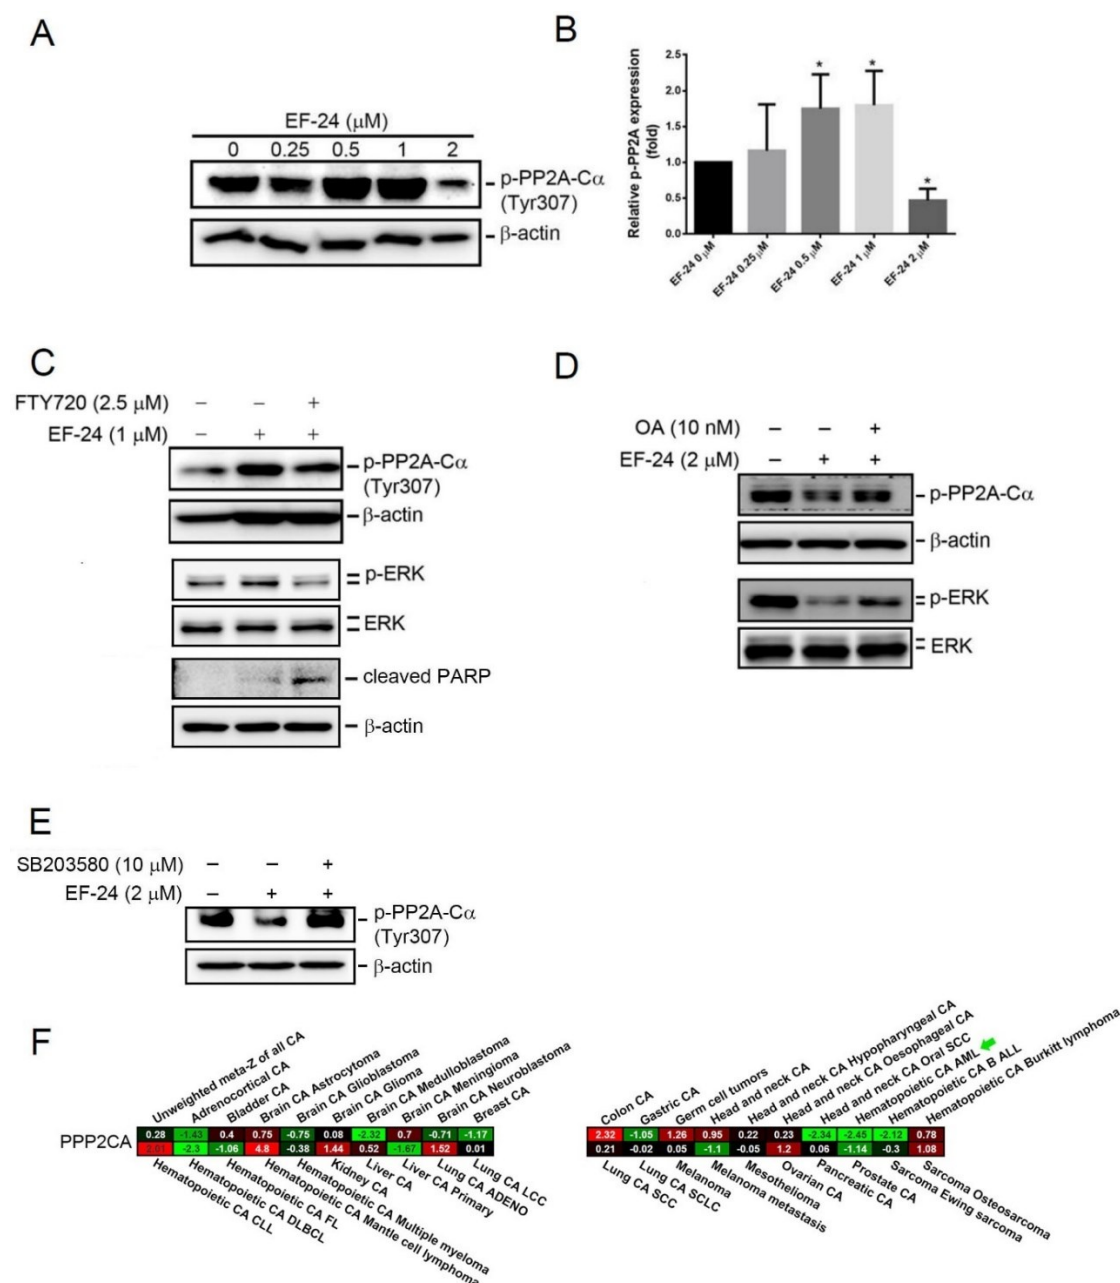 A
EF-24 (μM)
0 0.25 0.5 1 2
p-PP2A-Cα
(Tyr307)
β-actin
B
Relative p-PP2A expression
(fold)
2.5
2.0
1.5
1.0
0.5
0.0
* * *
EF-24 0 μM
EF-24 0.25 μM
EF-24 0.5 μM
EF-24 1 μM
EF-24 2 μM
C
FTY720 (2.5 μM) – – +
EF-24 (1 μM) – + +
p-PP2A-Cα
(Tyr307)
β-actin
p-ERK
ERK
cleaved PARP
β-actin
D
OA (10 nM) – – +
EF-24 (2 μM) – + +
p-PP2A-Cα
β-actin
p-ERK
ERK
E
SB203580 (10 μM) – – +
EF-24 (2 μM) – + +
p-PP2A-Cα
(Tyr307)
β-actin
F
Unweighted meta-Z of all CA
Adrenocortical CA
Bladder CA
Brain CA Astrocytoma
Brain CA Glioblastoma
Brain CA Glioma
Brain CA Medulloblastoma
Brain CA Meningioma
Brain CA Neuroblastoma
Breast CA
PPP2CA
0.28 -1.43 0.4 0.75 -0.75 0.08 -2.32 0.7 -0.71 -1.17
2.01 -2.3 -1.06 4.8 -0.38 1.44 0.52 -1.67 1.52 0.01
Hematopoietic CA CLL
Hematopoietic CA DLBCL
Hematopoietic CA FL
Hematopoietic CA Mantle cell lymphoma
Hematopoietic CA Multiple myeloma
Kidney CA
Liver CA
Liver CA Primary
Lung CA ADENO
Lung CA LCC
Colon CA
Gastric CA
Germ cell tumors
Head and neck CA
Head and neck CA Hypopharyngeal CA
Head and neck CA Oesophageal CA
Head and neck CA Oral SCC
Hematopoietic CA AML
Hematopoietic CA B ALL
Hematopoietic CA Burkitt lymphoma
2.32 -1.05 1.26 0.95 0.22 0.23 -2.34 -2.45 -2.12 0.78
0.21 -0.02 0.05 -1.1 -0.05 1.2 0.06 -1.14 -0.3 1.08
Lung CA SCC
Lung CA SCLC
Melanoma
Melanoma metastasis
Mesothelioma
Ovarian CA
Pancreatic CA
Prostate CA
Sarcoma Ewing sarcoma
Sarcoma Osteosarcoma